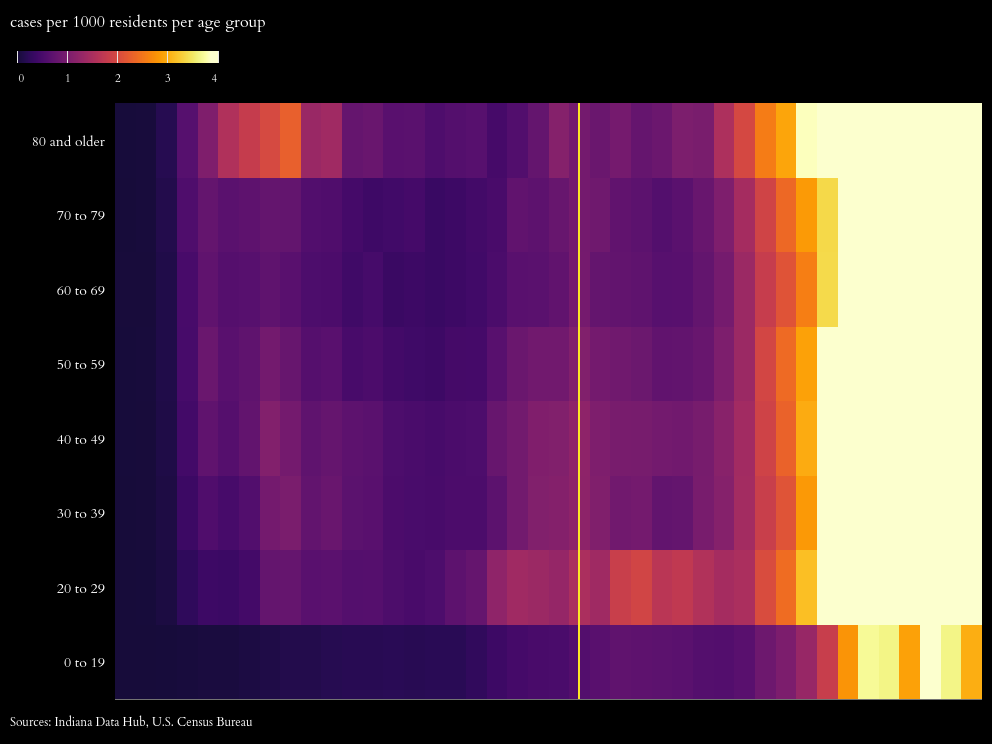 cases per 1000 residents per age group
0 1 2 3 4
80 and older
70 to 79
60 to 69
50 to 59
40 to 49
30 to 39
20 to 29
0 to 19
Sources: Indiana Data Hub, U.S. Census Bureau